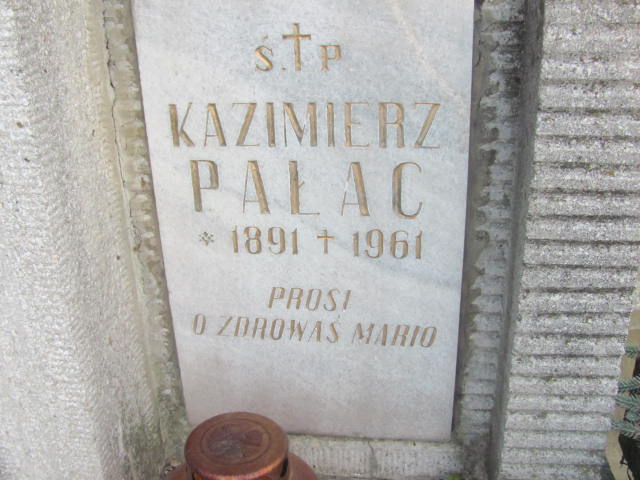 Ś.†P
KAZIMIERZ
PAŁAC
* 1891 † 1961
PROSI
O ZDROWAŚ MARIO